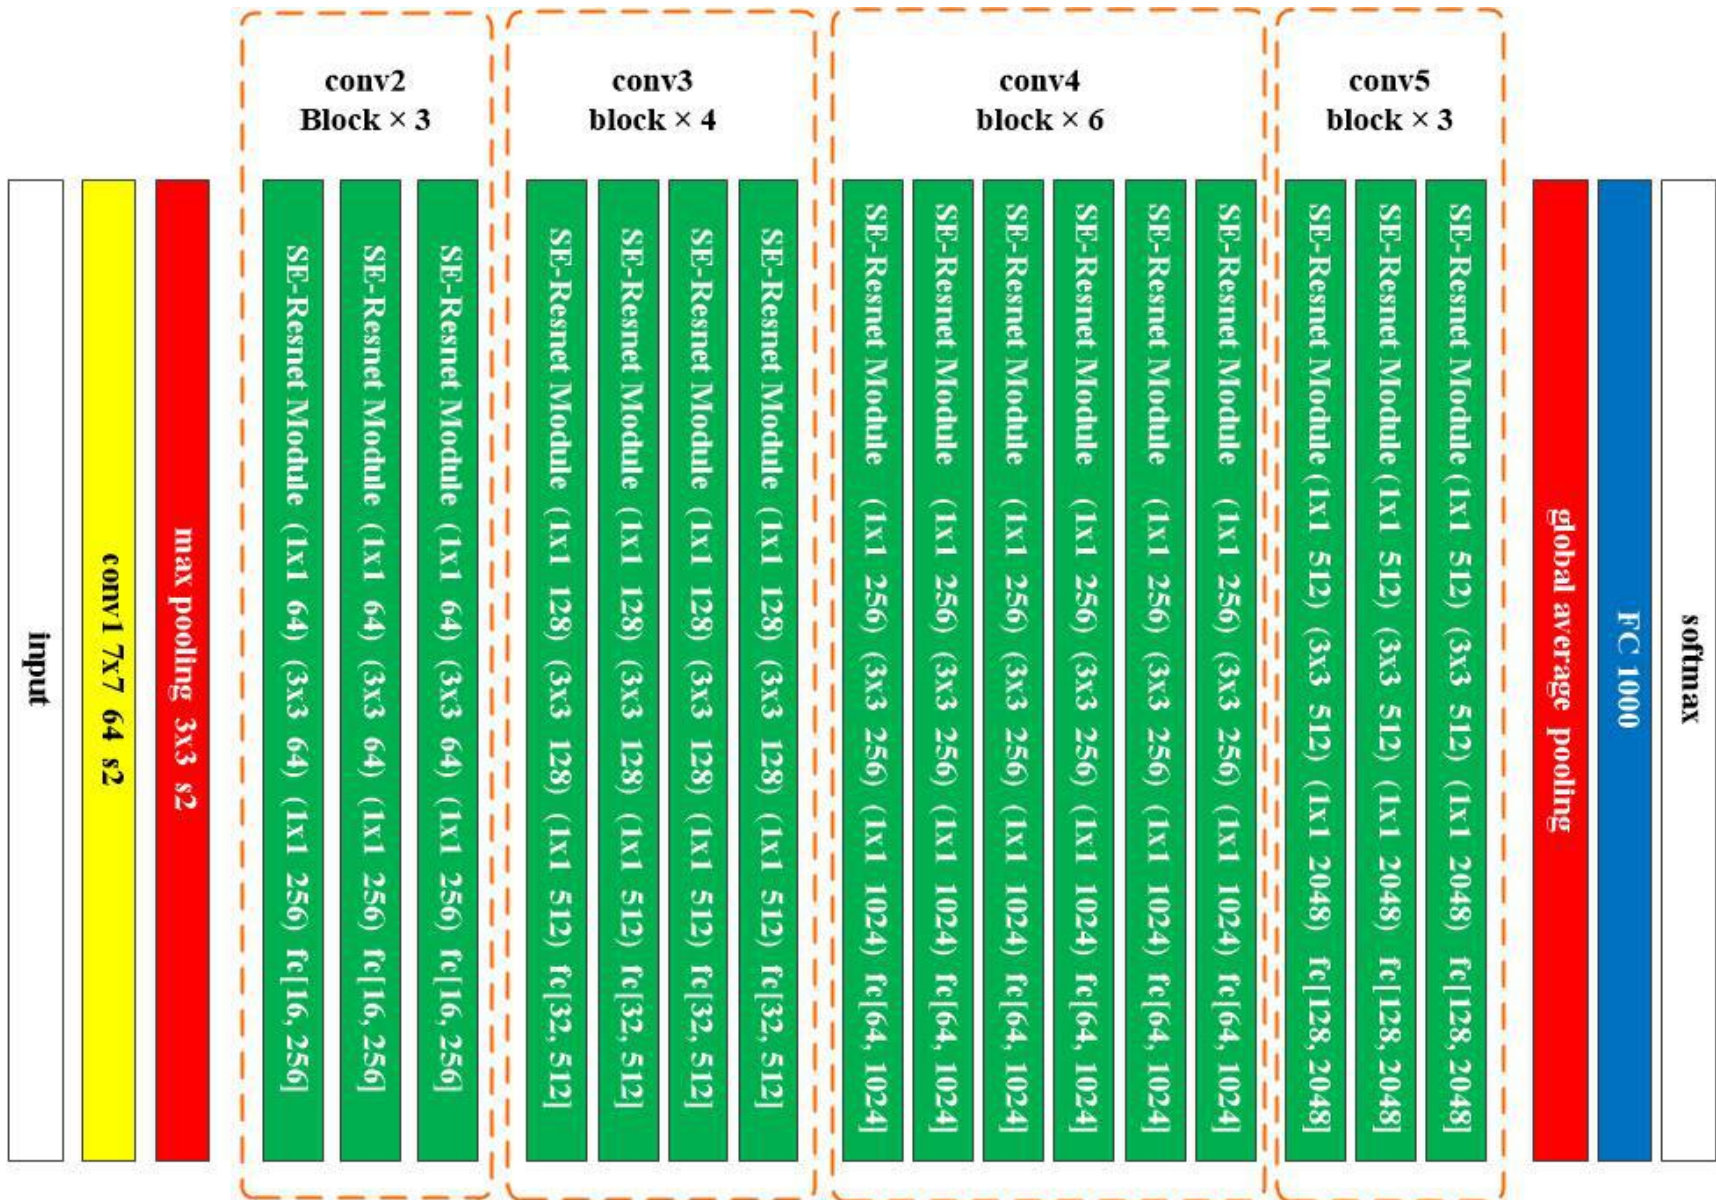 input
conv1 7x7 64 s2
max pooling 3x3 s2
conv2
Block × 3
SE-Resnet Module (1x1 64) (3x3 64) (1x1 256) fc[16, 256]
SE-Resnet Module (1x1 64) (3x3 64) (1x1 256) fc[16, 256]
SE-Resnet Module (1x1 64) (3x3 64) (1x1 256) fc[16, 256]
conv3
block × 4
SE-Resnet Module (1x1 128) (3x3 128) (1x1 512) fc[32, 512]
SE-Resnet Module (1x1 128) (3x3 128) (1x1 512) fc[32, 512]
SE-Resnet Module (1x1 128) (3x3 128) (1x1 512) fc[32, 512]
SE-Resnet Module (1x1 128) (3x3 128) (1x1 512) fc[32, 512]
conv4
block × 6
SE-Resnet Module (1x1 256) (3x3 256) (1x1 1024) fc[64, 1024]
SE-Resnet Module (1x1 256) (3x3 256) (1x1 1024) fc[64, 1024]
SE-Resnet Module (1x1 256) (3x3 256) (1x1 1024) fc[64, 1024]
SE-Resnet Module (1x1 256) (3x3 256) (1x1 1024) fc[64, 1024]
SE-Resnet Module (1x1 256) (3x3 256) (1x1 1024) fc[64, 1024]
SE-Resnet Module (1x1 256) (3x3 256) (1x1 1024) fc[64, 1024]
conv5
block × 3
SE-Resnet Module (1x1 512) (3x3 512) (1x1 2048) fc[128, 2048]
SE-Resnet Module (1x1 512) (3x3 512) (1x1 2048) fc[128, 2048]
SE-Resnet Module (1x1 512) (3x3 512) (1x1 2048) fc[128, 2048]
global average pooling
FC 1000
softmax